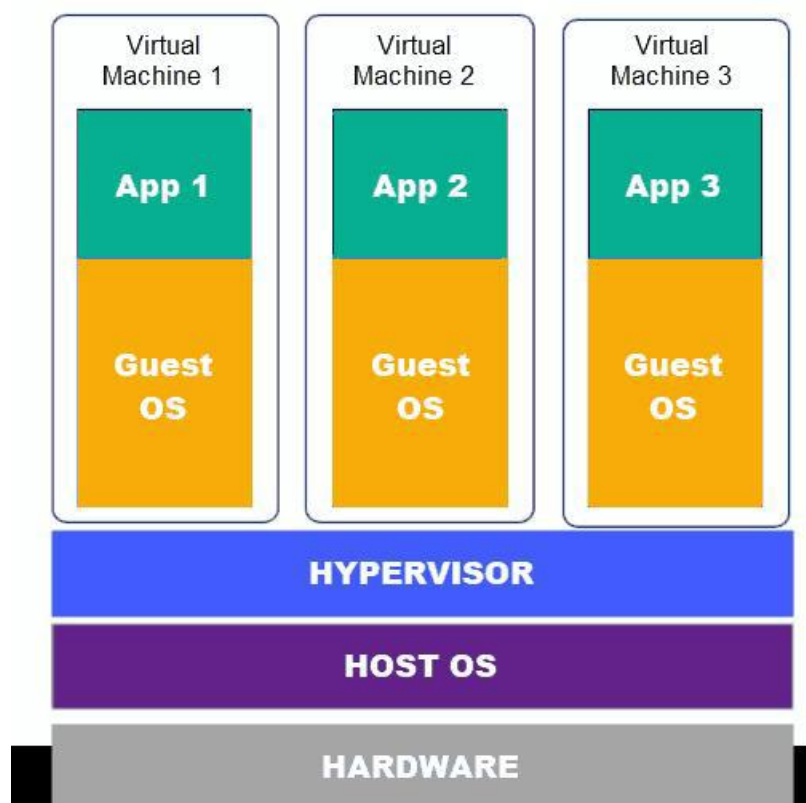 Virtual
Machine 1
Virtual
Machine 2
Virtual
Machine 3
App 1
App 2
App 3
Guest
OS
Guest
OS
Guest
OS
HYPERVISOR
HOST OS
HARDWARE